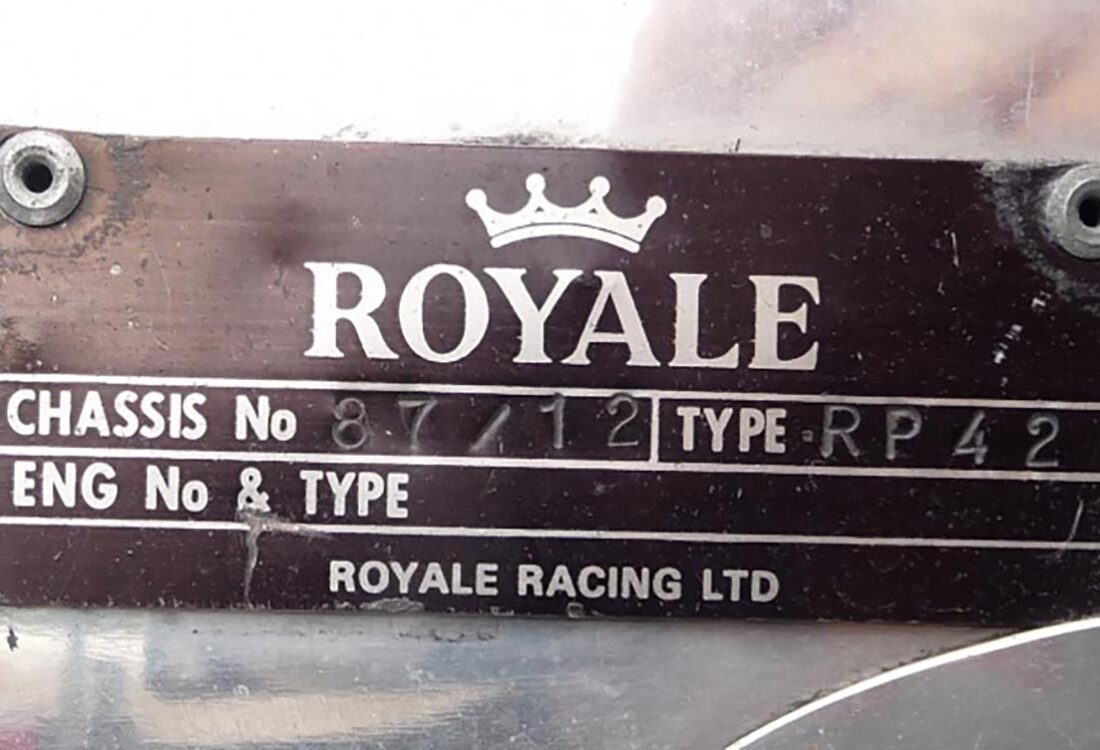 ROYALE
CHASSIS No 87/12 TYPE RP42
ENG No & TYPE
ROYALE RACING LTD